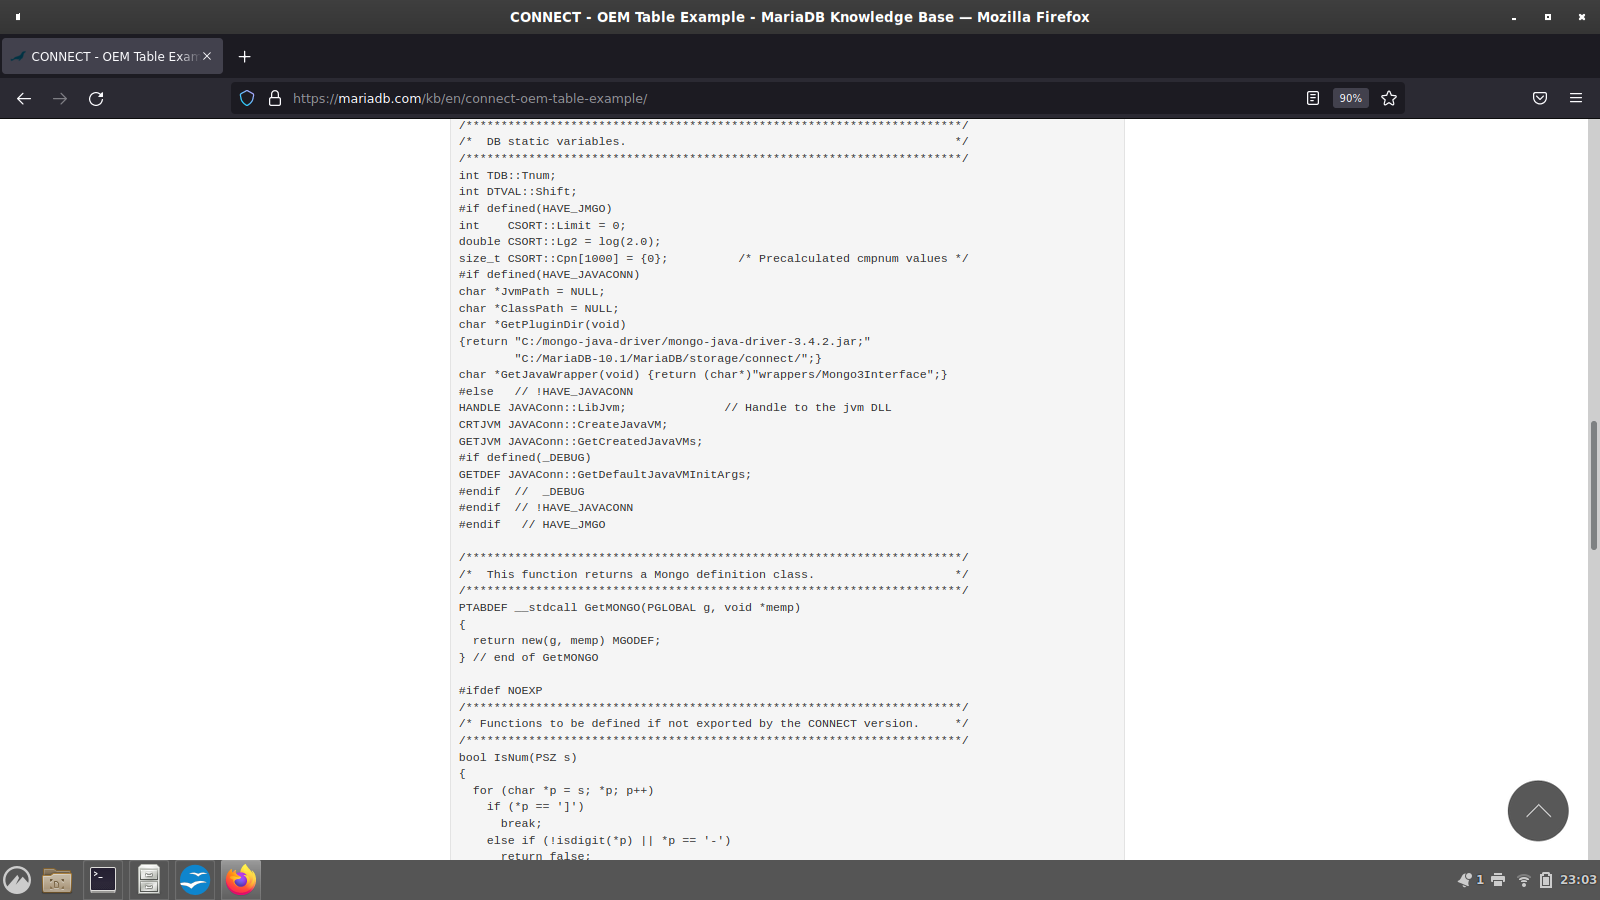 CONNECT - OEM Table Example - MariaDB Knowledge Base — Mozilla Firefox
CONNECT - OEM Table Exam
https://mariadb.com/kb/en/connect-oem-table-example/
90%
/***********************************************************************/
/*  DB static variables.                                               */
/***********************************************************************/
int TDB::Tnum;
int DTVAL::Shift;
#if defined(HAVE_JMGO)
int    CSORT::Limit = 0;
double CSORT::Lg2 = log(2.0);
size_t CSORT::Cpn[1000] = {0};          /* Precalculated cmpnum values */
#if defined(HAVE_JAVACONN)
char *JvmPath = NULL;
char *ClassPath = NULL;
char *GetPluginDir(void)
{return "C:/mongo-java-driver/mongo-java-driver-3.4.2.jar;"
        "C:/MariaDB-10.1/MariaDB/storage/connect/";}
char *GetJavaWrapper(void) {return (char*)"wrappers/Mongo3Interface";}
#else   // !HAVE_JAVACONN
HANDLE JAVAConn::LibJvm;              // Handle to the jvm DLL
CRTJVM JAVAConn::CreateJavaVM;
GETJVM JAVAConn::GetCreatedJavaVMs;
#if defined(_DEBUG)
GETDEF JAVAConn::GetDefaultJavaVMInitArgs;
#endif  //  _DEBUG
#endif  // !HAVE_JAVACONN
#endif   // HAVE_JMGO
/***********************************************************************/
/*  This function returns a Mongo definition class.                    */
/***********************************************************************/
PTABDEF __stdcall GetMONGO(PGLOBAL g, void *memp)
{
  return new(g, memp) MGODEF;
} // end of GetMONGO
#ifdef NOEXP
/***********************************************************************/
/* Functions to be defined if not exported by the CONNECT version.     */
/***********************************************************************/
bool IsNum(PSZ s)
{
  for (char *p = s; *p; p++)
    if (*p == ']')
      break;
    else if (!isdigit(*p) || *p == '-')
      return false;
1
23:03